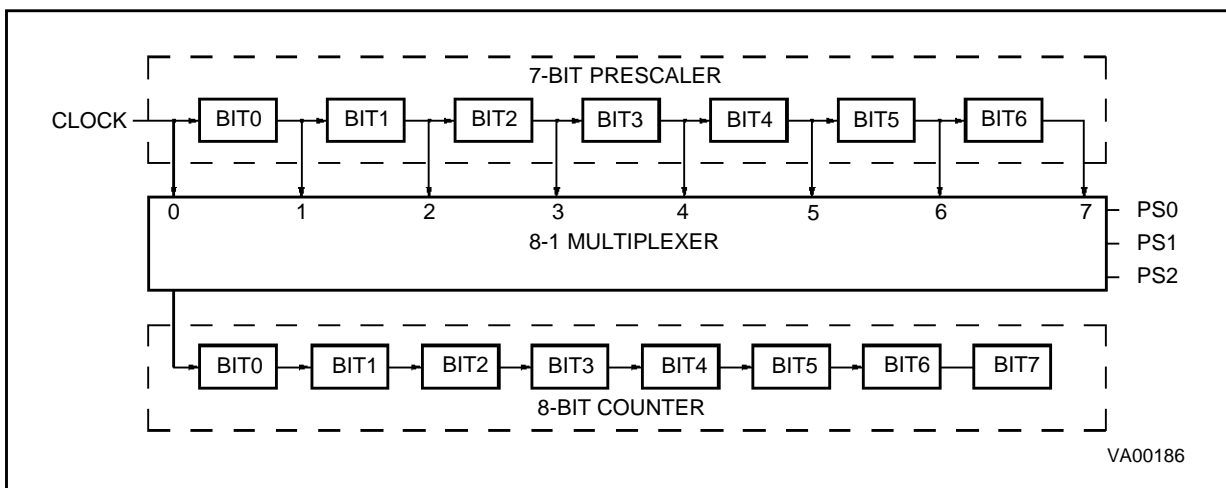 7-BIT PRESCALER
CLOCK BIT0 BIT1 BIT2 BIT3 BIT4 BIT5 BIT6
0 1 2 3 4 5 6 7
PS0
8-1 MULTIPLEXER
PS1
PS2
BIT0 BIT1 BIT2 BIT3 BIT4 BIT5 BIT6 BIT7
8-BIT COUNTER
VA00186